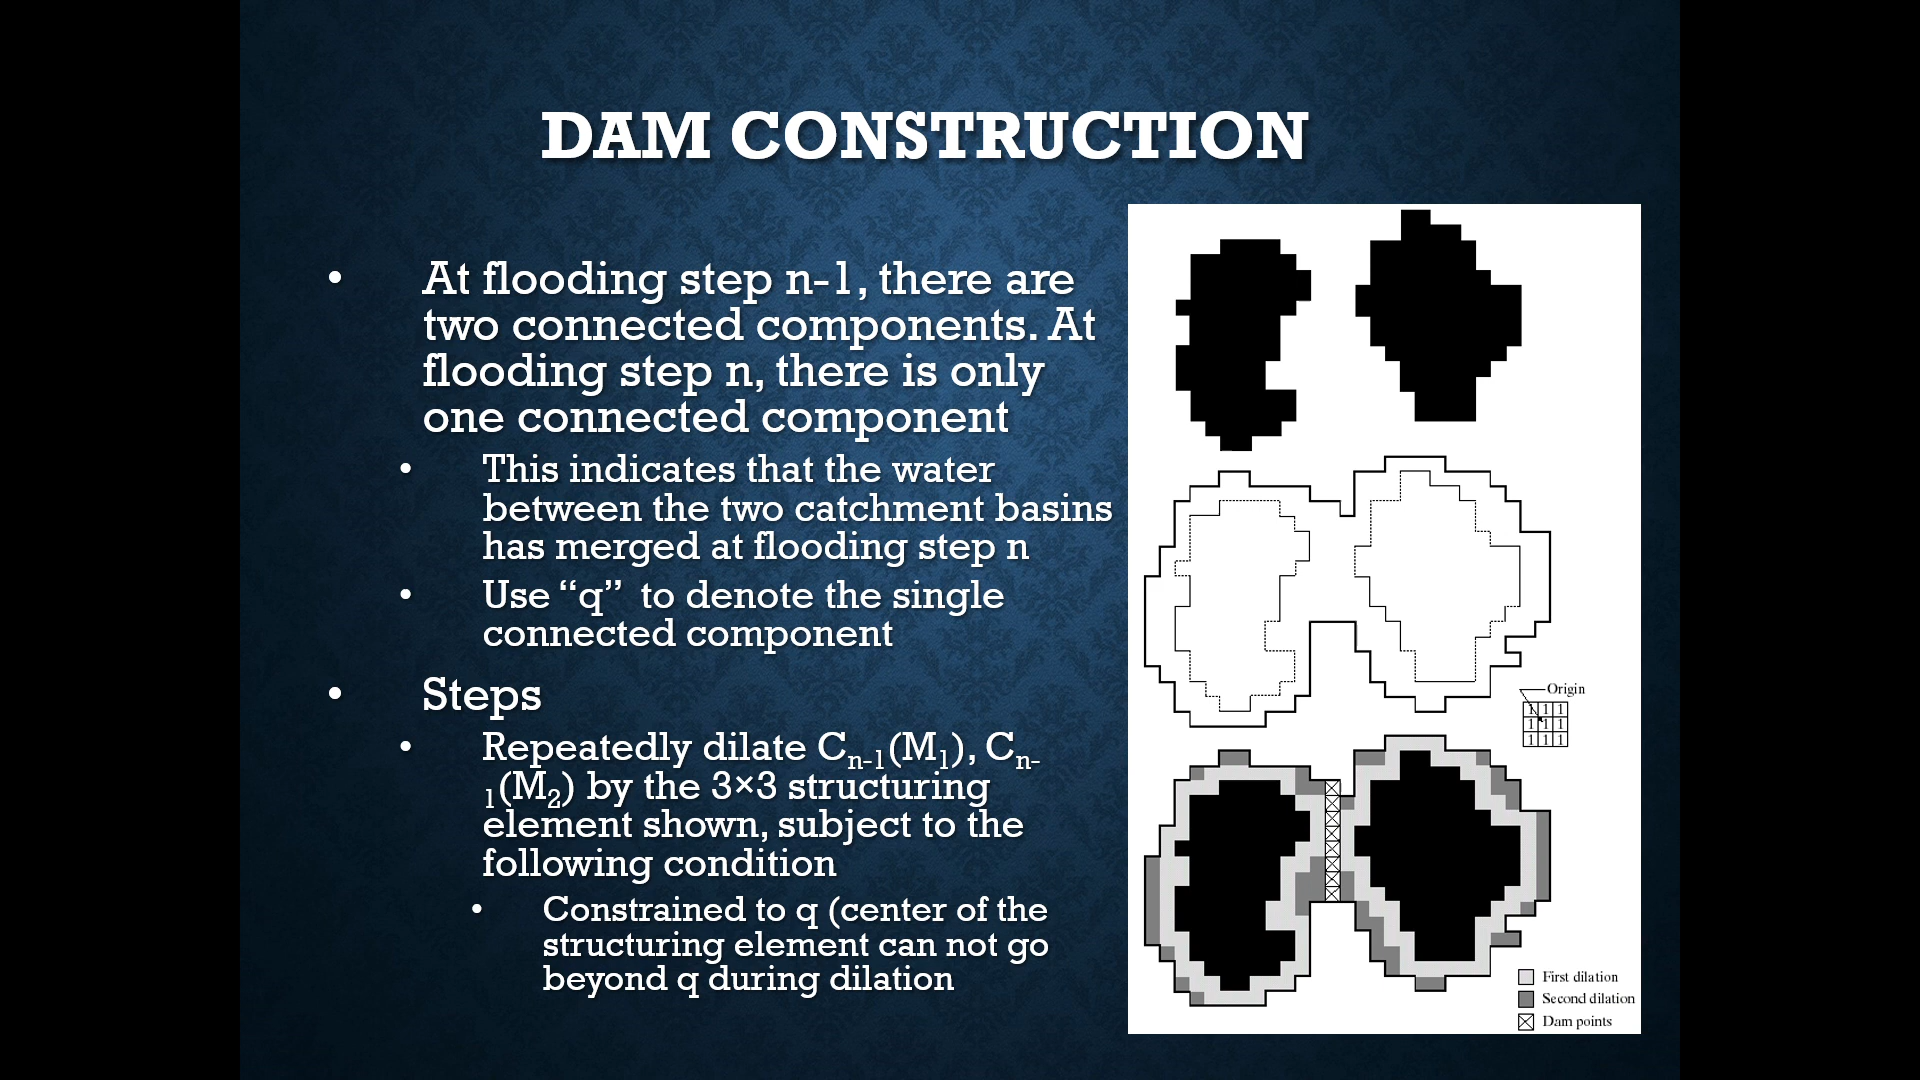 DAM CONSTRUCTION
• At flooding step n-1, there are
two connected components. At
flooding step n, there is only
one connected component
• This indicates that the water
between the two catchment basins
has merged at flooding step n
• Use “q” to denote the single
connected component
• Steps
• Repeatedly dilate Cn-1(M1), Cn-
1(M2) by the 3×3 structuring
element shown, subject to the
following condition
• Constrained to q (center of the
structuring element can not go
beyond q during dilation
Origin
1 1 1
1 1 1
1 1 1
First dilation
Second dilation
Dam points